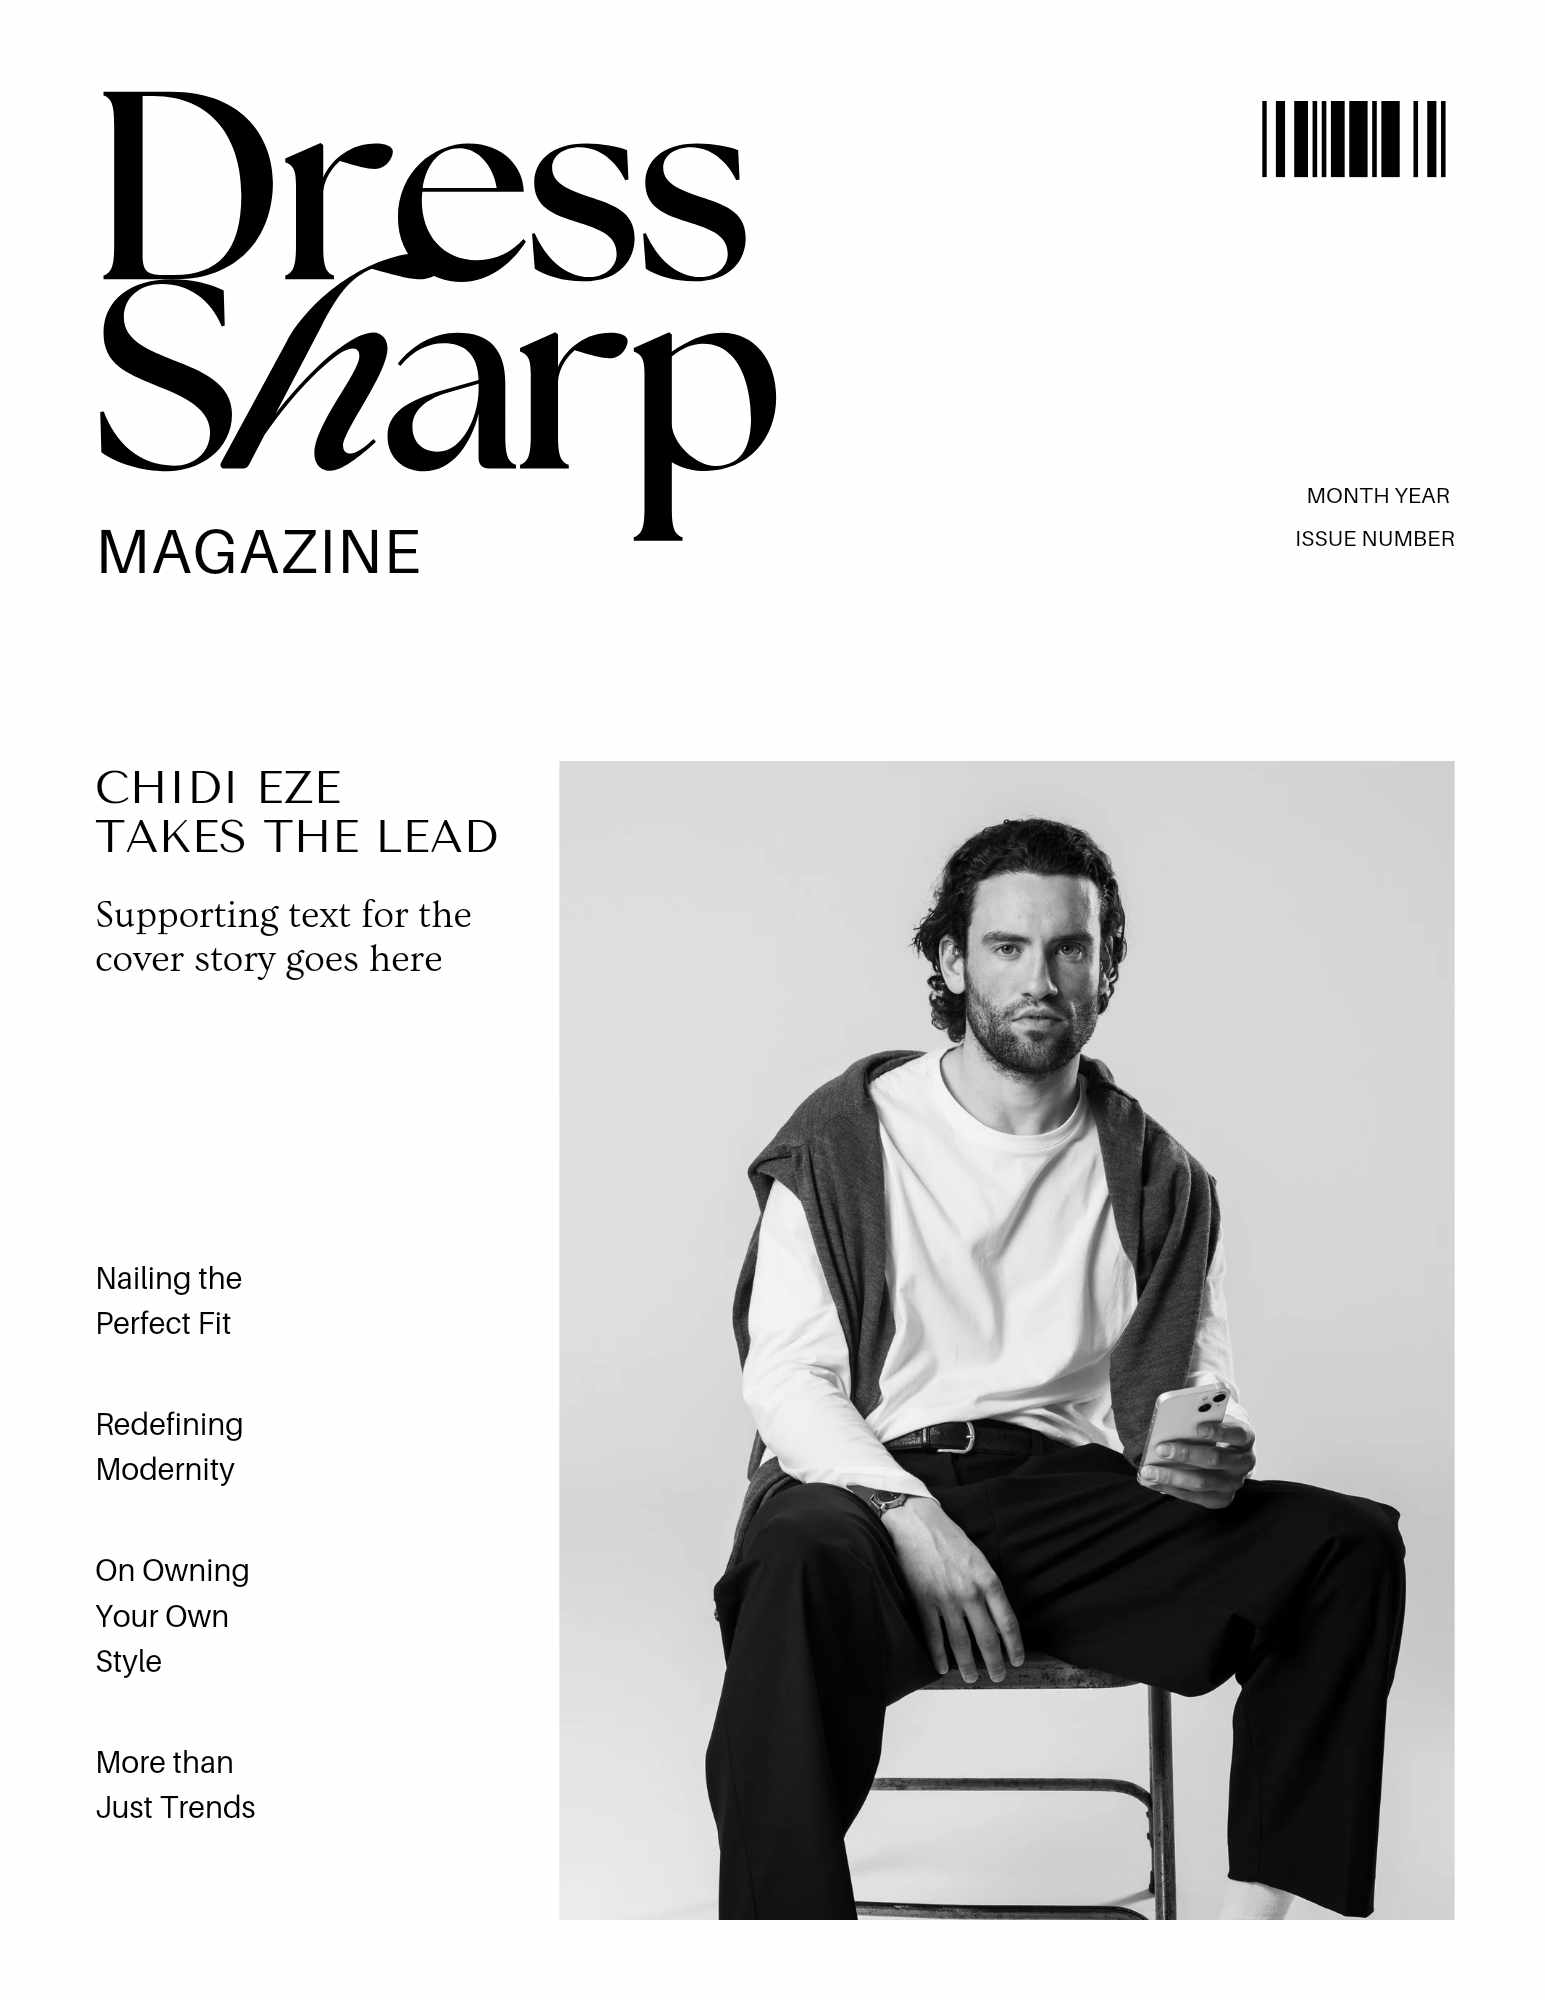 Dress
Sharp
MAGAZINE
MONTH YEAR
ISSUE NUMBER
CHIDI EZE
TAKES THE LEAD
Supporting text for the
cover story goes here
Nailing the
Perfect Fit
Redefining
Modernity
On Owning
Your Own
Style
More than
Just Trends